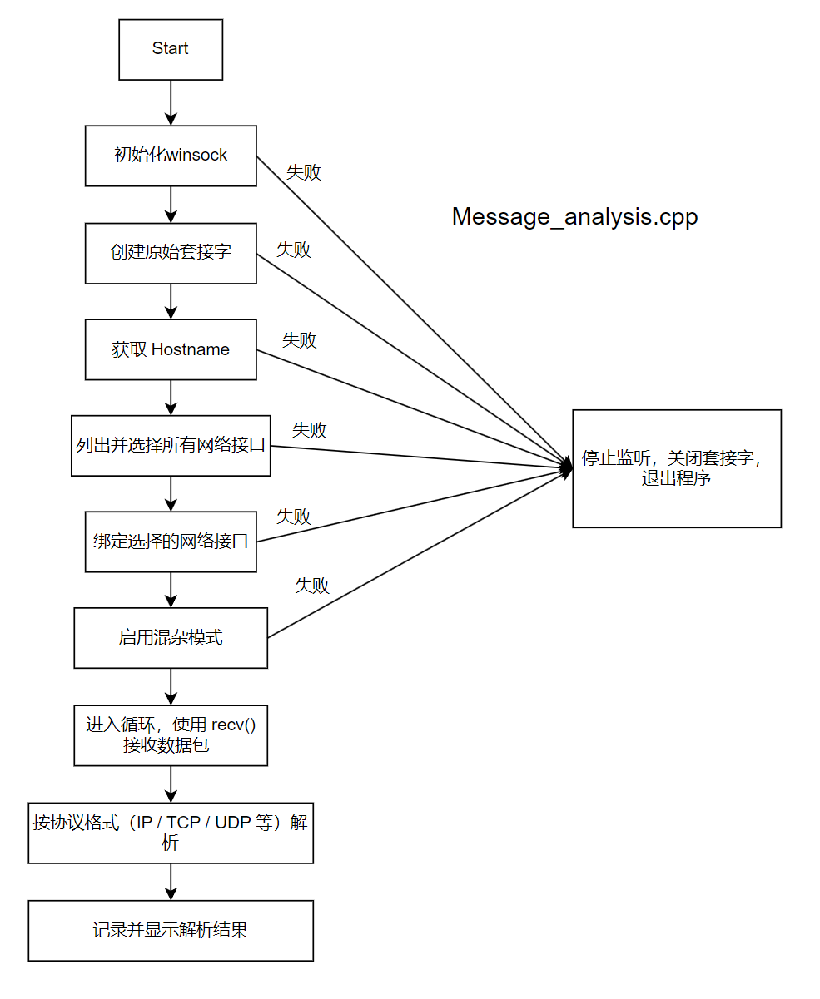 Start
初始化winsock
失败
Message_analysis.cpp
创建原始套接字
失败
获取 Hostname
失败
列出并选择所有网络接口
失败
停止监听，关闭套接字，
退出程序
绑定选择的网络接口
失败
启用混杂模式
失败
进入循环，使用 recv()
接收数据包
按协议格式（IP / TCP / UDP 等）解
析
记录并显示解析结果